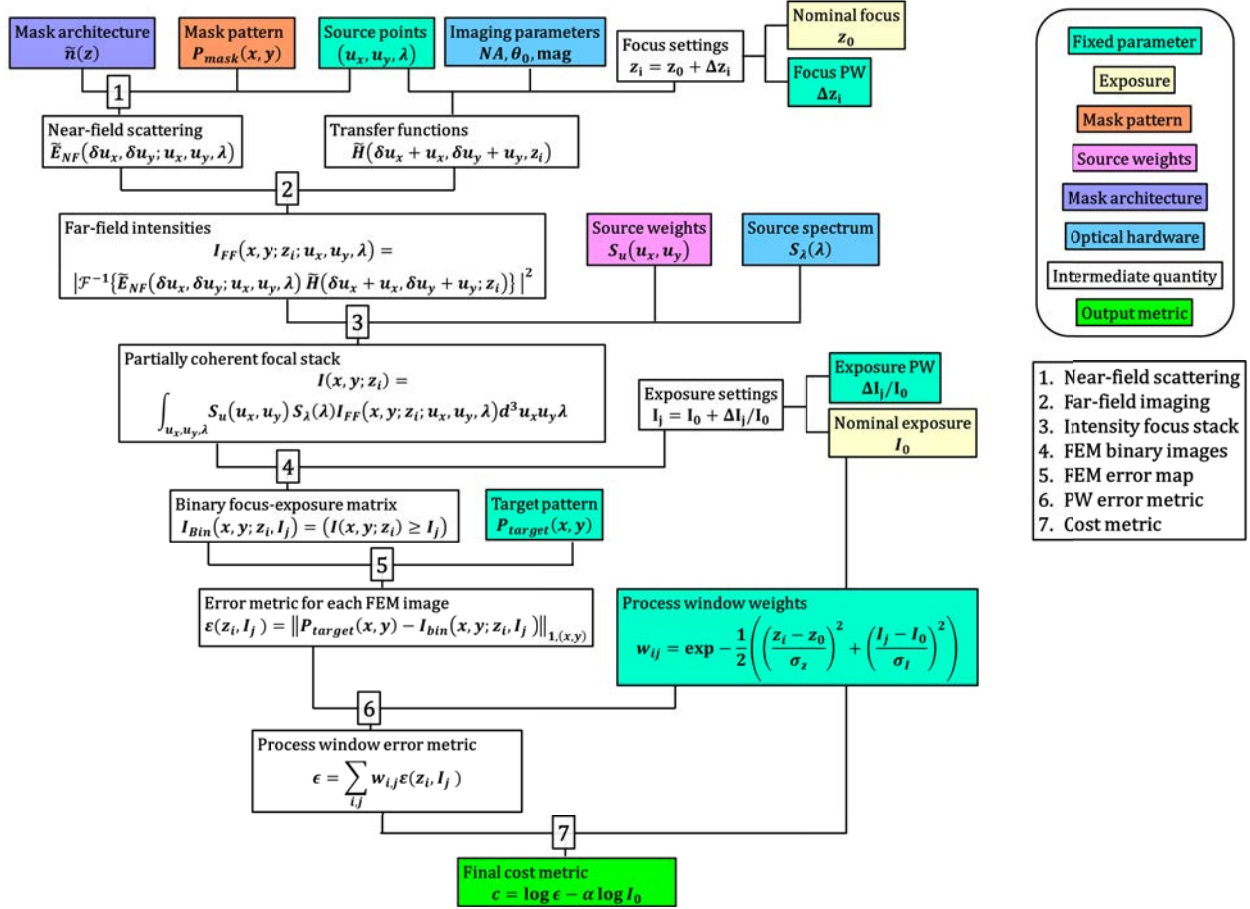 Mask architecture
ñ(z)
Mask pattern
P_mask(x, y)
Source points
(u_x, u_y, λ)
Imaging parameters
NA, θ_0, mag
Focus settings
z_i = z_0 + Δz_i
Nominal focus
z_0
Focus PW
Δz_i
1
Near-field scattering
Ẽ_NF(δu_x, δu_y; u_x, u_y, λ)
Transfer functions
H̃(δu_x + u_x, δu_y + u_y, z_i)
2
Far-field intensities
I_FF(x, y; z_i; u_x, u_y, λ) =
|ℱ^−1{Ẽ_NF(δu_x, δu_y; u_x, u_y, λ) H̃(δu_x + u_x, δu_y + u_y; z_i)}|^2
Source weights
S_u(u_x, u_y)
Source spectrum
S_λ(λ)
3
Partially coherent focal stack
I(x, y; z_i) =
∫_{u_x,u_y,λ} S_u(u_x, u_y) S_λ(λ) I_FF(x, y; z_i; u_x, u_y, λ) d^3 u_x u_y λ
Exposure settings
I_j = I_0 + ΔI_j/I_0
Exposure PW
ΔI_j/I_0
Nominal exposure
I_0
4
Binary focus-exposure matrix
I_Bin(x, y; z_i, I_j) = (I(x, y; z_i) ≥ I_j)
Target pattern
P_target(x, y)
5
Error metric for each FEM image
ε(z_i, I_j) = ‖P_target(x, y) − I_bin(x, y; z_i, I_j)‖_{1,(x,y)}
Process window weights
w_ij = exp − 1/2 (((z_i − z_0)/σ_z)^2 + ((I_j − I_0)/σ_I)^2)
6
Process window error metric
ϵ = ∑_{i,j} w_{i,j} ε(z_i, I_j)
7
Final cost metric
c = log ϵ − α log I_0
Fixed parameter
Exposure
Mask pattern
Source weights
Mask architecture
Optical hardware
Intermediate quantity
Output metric
1. Near-field scattering
2. Far-field imaging
3. Intensity focus stack
4. FEM binary images
5. FEM error map
6. PW error metric
7. Cost metric